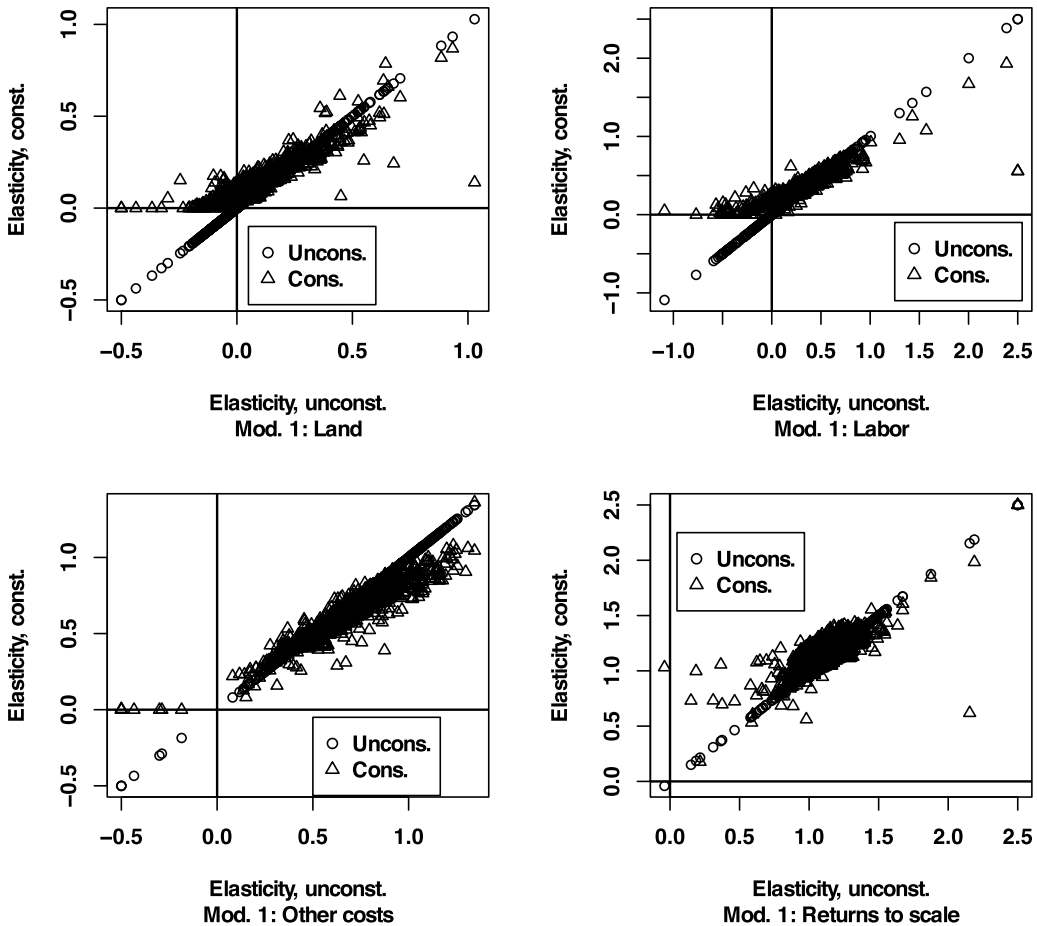 1.0
0.5
0.0
−0.5
Elasticity, const.
Uncons.
Cons.
−0.5 0.0 0.5 1.0
Elasticity, unconst.
Mod. 1: Land
2.0
1.0
0.0
−1.0
Elasticity, const.
Uncons.
Cons.
−1.0 0.0 0.5 1.0 1.5 2.0 2.5
Elasticity, unconst.
Mod. 1: Labor
1.0
0.5
0.0
−0.5
Elasticity, const.
Uncons.
Cons.
−0.5 0.0 0.5 1.0
Elasticity, unconst.
Mod. 1: Other costs
2.5
2.0
1.5
1.0
0.5
0.0
Elasticity, const.
Uncons.
Cons.
0.0 0.5 1.0 1.5 2.0 2.5
Elasticity, unconst.
Mod. 1: Returns to scale